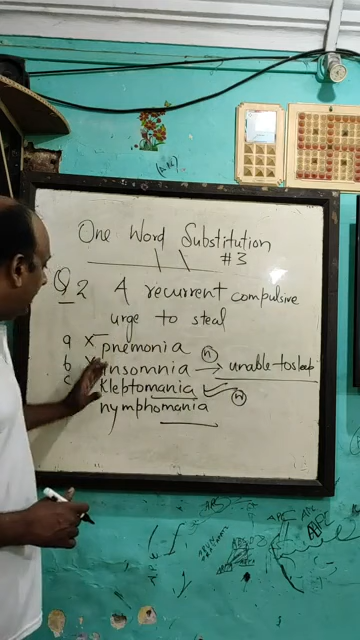 One Word Substitution
#3
Q2 A recurrent compulsive
urge to steal
a x pnemonia
b x insomnia (n) → unable to sleep
c kleptomania ✓ (n)
nymphomania